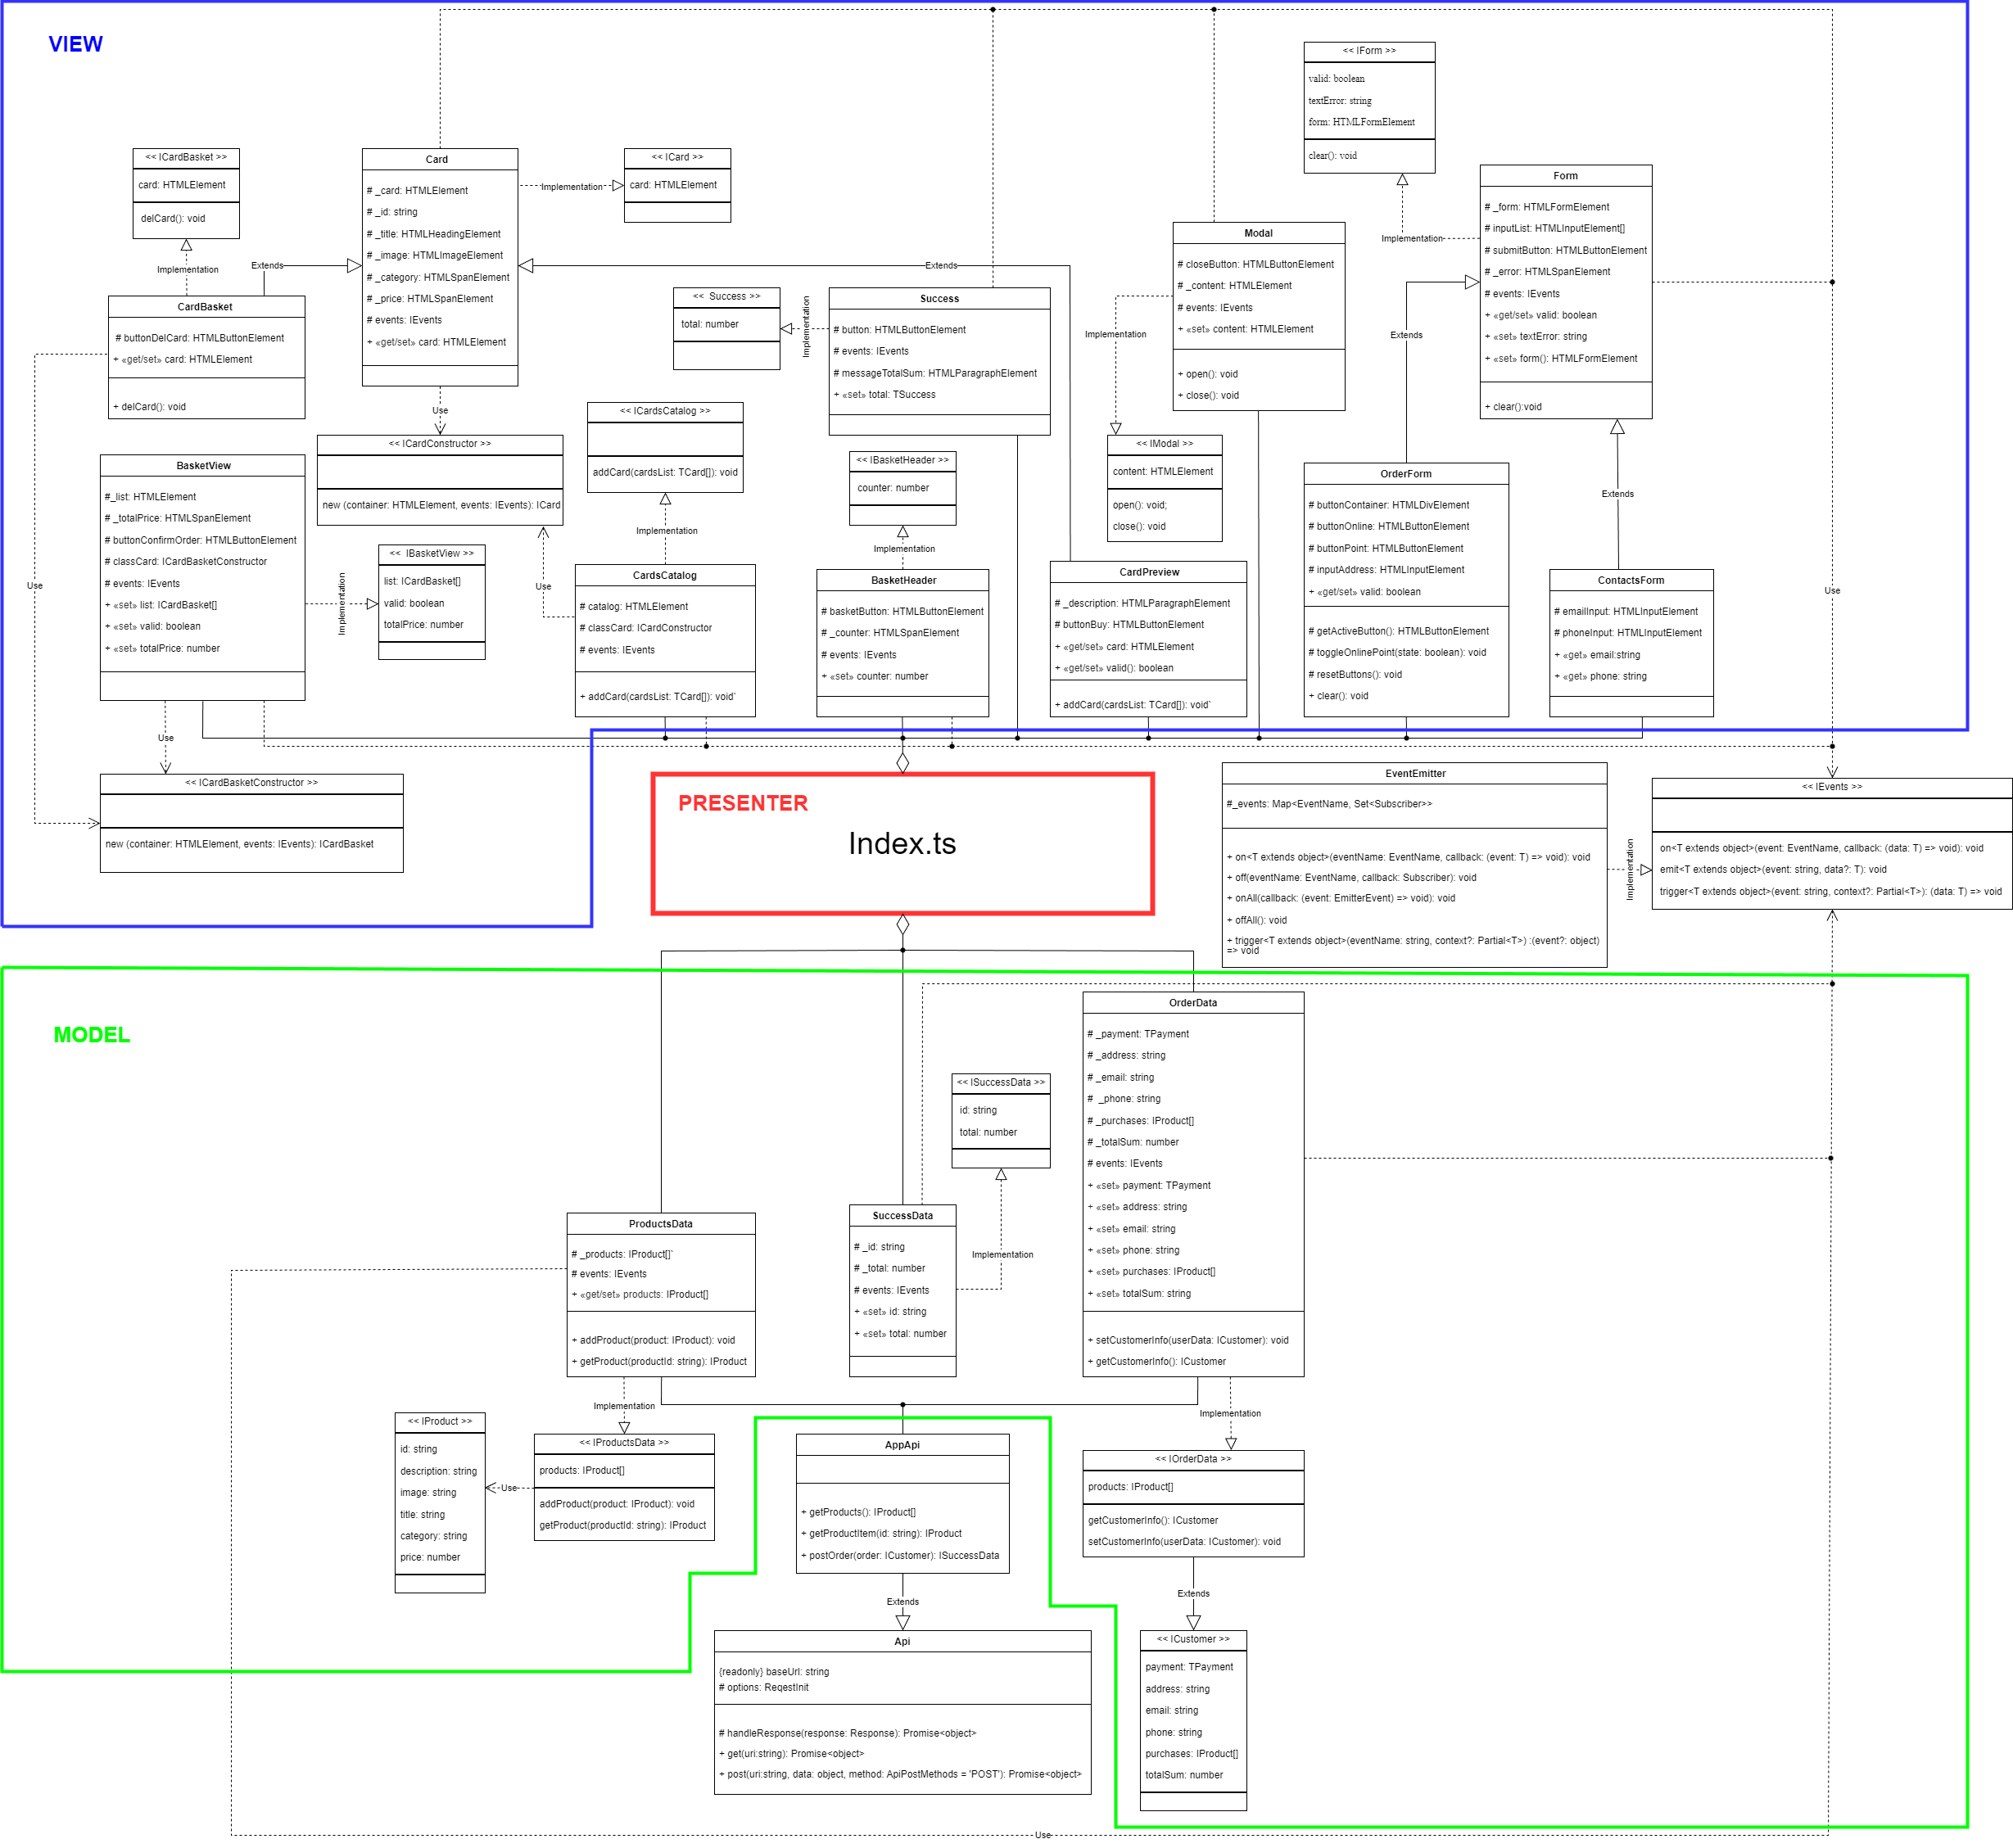 VIEW
<< IForm >>
valid: boolean
textError: string
form: HTMLFormElement
clear(): void
<< ICardBasket >>
card: HTMLElement
delCard(): void
Implementation
Extends
Card
# _card: HTMLElement
# _id: string
# _title: HTMLHeadingElement
# _image: HTMLImageElement
# _category: HTMLSpanElement
# _price: HTMLSpanElement
# events: IEvents
+ «get/set» card: HTMLElement
Implementation
<< ICard >>
card: HTMLElement
Extends
Form
# _form: HTMLFormElement
# inputList: HTMLInputElement[]
# submitButton: HTMLButtonElement
# _error: HTMLSpanElement
# events: IEvents
+ «get/set» valid: boolean
+ «set» textError: string
+ «set» form(): HTMLFormElement
+ clear():void
Implementation
Modal
# closeButton: HTMLButtonElement
# _content: HTMLElement
# events: IEvents
+ «set» content: HTMLElement
+ open(): void
+ close(): void
Implementation
CardBasket
# buttonDelCard: HTMLButtonElement
+ «get/set» card: HTMLElement
+ delCard(): void
<< Success >>
total: number
Implementation
Success
# button: HTMLButtonElement
# events: IEvents
# messageTotalSum: HTMLParagraphElement
+ «set» total: TSuccess
Extends
Use
<< ICardsCatalog >>
addCard(cardsList: TCard[]): void
Implementation
<< ICardConstructor >>
new (container: HTMLElement, events: IEvents): ICard
<< IBasketHeader >>
counter: number
Implementation
<< IModal >>
content: HTMLElement
open(): void;
close(): void
BasketView
#_list: HTMLElement
# _totalPrice: HTMLSpanElement
# buttonConfirmOrder: HTMLButtonElement
# classCard: ICardBasketConstructor
# events: IEvents
+ «set» list: ICardBasket[]
+ «set» valid: boolean
+ «set» totalPrice: number
Use
Implementation
<< IBasketView >>
list: ICardBasket[]
valid: boolean
totalPrice: number
Use
CardsCatalog
# catalog: HTMLElement
# classCard: ICardConstructor
# events: IEvents
+ addCard(cardsList: TCard[]): void`
BasketHeader
# basketButton: HTMLButtonElement
# _counter: HTMLSpanElement
# events: IEvents
+ «set» counter: number
CardPreview
# _description: HTMLParagraphElement
# buttonBuy: HTMLButtonElement
+ «get/set» card: HTMLElement
+ «get/set» valid(): boolean
+ addCard(cardsList: TCard[]): void`
OrderForm
# buttonContainer: HTMLDivElement
# buttonOnline: HTMLButtonElement
# buttonPoint: HTMLButtonElement
# inputAddress: HTMLInputElement
+ «get/set» valid: boolean
# getActiveButton(): HTMLButtonElement
# toggleOnlinePoint(state: boolean): void
# resetButtons(): void
+ clear(): void
Extends
ContactsForm
# emailInput: HTMLInputElement
# phoneInput: HTMLInputElement
+ «get» email:string
+ «get» phone: string
Use
Use
<< ICardBasketConstructor >>
new (container: HTMLElement, events: IEvents): ICardBasket
PRESENTER
Index.ts
EventEmitter
#_events: Map<EventName, Set<Subscriber>>
+ on<T extends object>(eventName: EventName, callback: (event: T) => void): void
+ off(eventName: EventName, callback: Subscriber): void
+ onAll(callback: (event: EmitterEvent) => void): void
+ offAll(): void
+ trigger<T extends object>(eventName: string, context?: Partial<T>) :(event?: object)
=> void
Implementation
<< IEvents >>
on<T extends object>(event: EventName, callback: (data: T) => void): void
emit<T extends object>(event: string, data?: T): void
trigger<T extends object>(event: string, context?: Partial<T>): (data: T) => void
MODEL
OrderData
# _payment: TPayment
# _address: string
# _email: string
# _phone: string
# _purchases: IProduct[]
# _totalSum: number
# events: IEvents
+ «set» payment: TPayment
+ «set» address: string
+ «set» email: string
+ «set» phone: string
+ «set» purchases: IProduct[]
+ «set» totalSum: string
+ setCustomerInfo(userData: ICustomer): void
+ getCustomerInfo(): ICustomer
<< ISuccessData >>
id: string
total: number
Implementation
ProductsData
# _products: IProduct[]`
# events: IEvents
+ «get/set» products: IProduct[]
+ addProduct(product: IProduct): void
+ getProduct(productId: string): IProduct
SuccessData
# _id: string
# _total: number
# events: IEvents
+ «set» id: string
+ «set» total: number
Implementation
Implementation
<< IProduct >>
id: string
description: string
image: string
title: string
category: string
price: number
Use
<< IProductsData >>
products: IProduct[]
addProduct(product: IProduct): void
getProduct(productId: string): IProduct
AppApi
+ getProducts(): IProduct[]
+ getProductItem(id: string): IProduct
+ postOrder(order: ICustomer): ISuccessData
Extends
<< IOrderData >>
products: IProduct[]
getCustomerInfo(): ICustomer
setCustomerInfo(userData: ICustomer): void
Extends
Api
{readonly} baseUrl: string
# options: ReqestInit
# handleResponse(response: Response): Promise<object>
+ get(uri:string): Promise<object>
+ post(uri:string, data: object, method: ApiPostMethods = 'POST'): Promise<object>
<< ICustomer >>
payment: TPayment
address: string
email: string
phone: string
purchases: IProduct[]
totalSum: number
Use